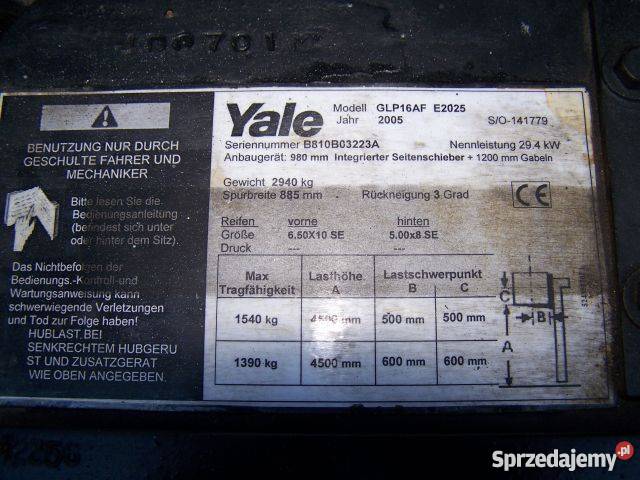 Yale
Modell GLP16AF E2025
Jahr 2005 S/O-141779
Seriennummer B810B03223A Nennleistung 29.4 kW
Anbaugerät: 980 mm Integrierter Seitenschieber + 1200 mm Gabeln
Gewicht 2940 kg
Spurbreite 885 mm Rückneigung 3 Grad
CE
Reifen vorne hinten
Größe 6.50X10 SE 5.00x8 SE
Druck --- ---
Max Tragfähigkeit Lasthöhe A Lastschwerpunkt B C
1540 kg 4500 mm 500 mm 500 mm
1390 kg 4500 mm 600 mm 600 mm
C
B
A
BENUTZUNG NUR DURCH
GESCHULTE FAHRER UND
MECHANIKER
Bitte lesen Sie die
Bedienungsanleitung
(befindet sich unter
oder hinter dem Sitz).
Das Nichtbefolgen der
Bedienungs.-Kontroll-und
Wartungsanweisung kann
schwerwiegende Verletzungen
und Tod zur Folge haben!
HUBLAST.BEI
SENKRECHTEM HUBGERU
ST UND ZUSATZGERAT
WIE OBEN ANGEGEBEN.
Sprzedajemy.pl